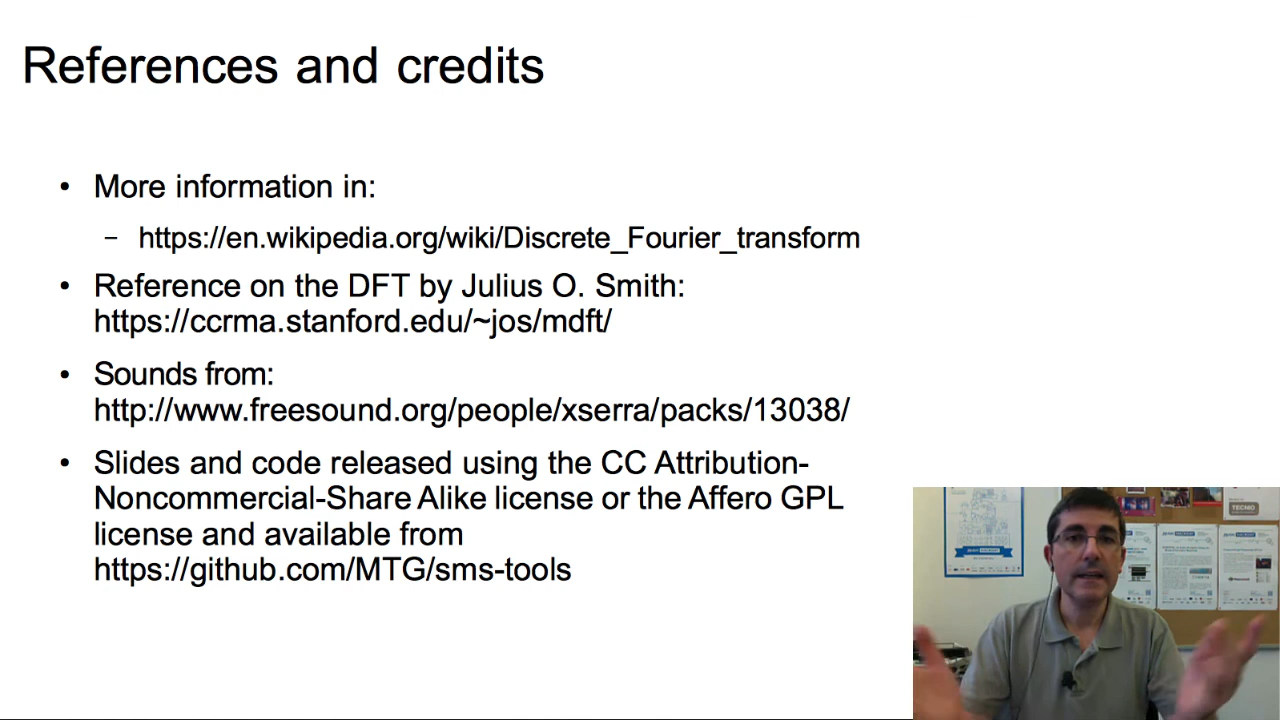 References and credits
• More information in:
– https://en.wikipedia.org/wiki/Discrete_Fourier_transform
• Reference on the DFT by Julius O. Smith:
https://ccrma.stanford.edu/~jos/mdft/
• Sounds from:
http://www.freesound.org/people/xserra/packs/13038/
• Slides and code released using the CC Attribution-
Noncommercial-Share Alike license or the Affero GPL
license and available from
https://github.com/MTG/sms-tools
TECNIO